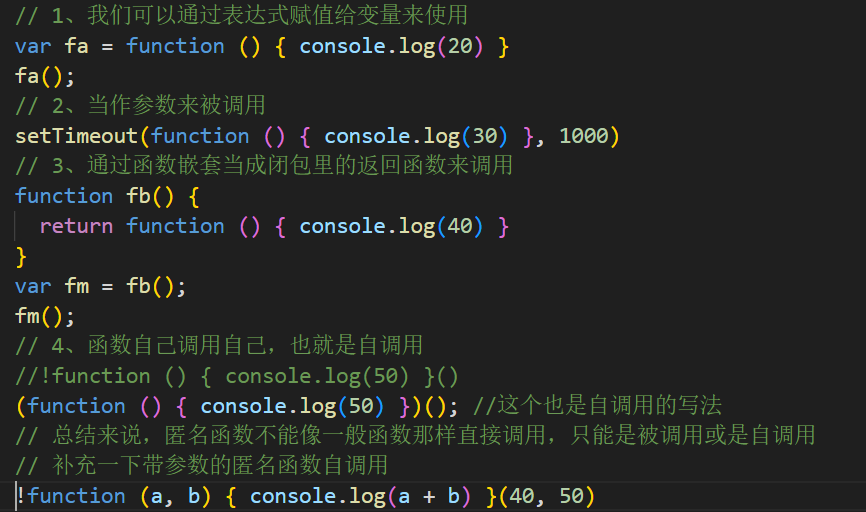 // 1、我们可以通过表达式赋值给变量来使用
var fa = function () { console.log(20) }
fa();
// 2、当作参数来被调用
setTimeout(function () { console.log(30) }, 1000)
// 3、通过函数嵌套当成闭包里的返回函数来调用
function fb() {
  return function () { console.log(40) }
}
var fm = fb();
fm();
// 4、函数自己调用自己，也就是自调用
//!function () { console.log(50) }()
(function () { console.log(50) })(); //这个也是自调用的写法
// 总结来说，匿名函数不能像一般函数那样直接调用，只能是被调用或是自调用
// 补充一下带参数的匿名函数自调用
!function (a, b) { console.log(a + b) }(40, 50)